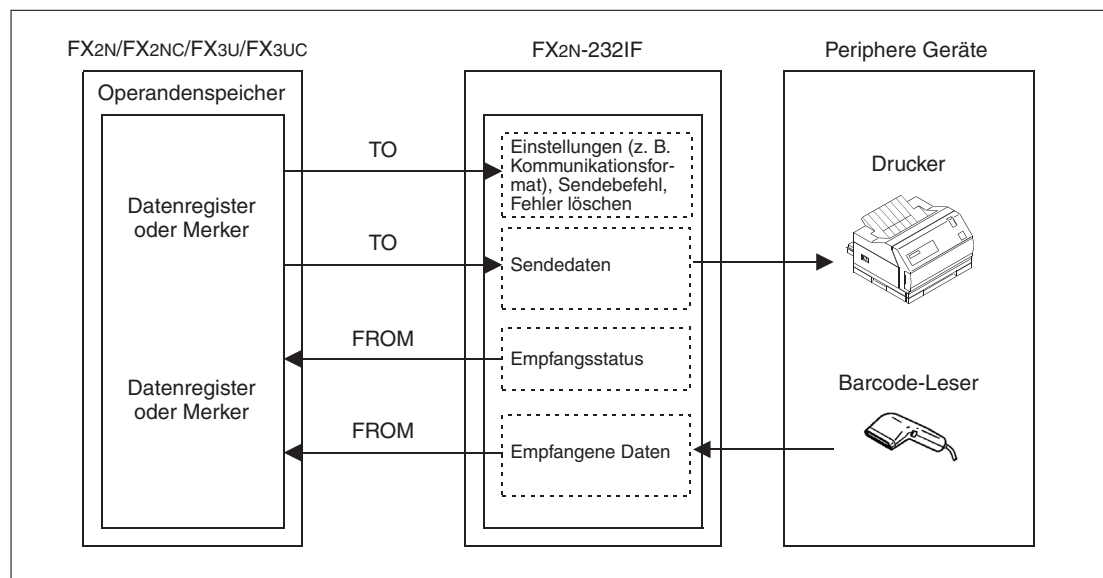 FX2N/FX2NC/FX3U/FX3UC
Operandenspeicher
Datenregister
oder Merker
Datenregister
oder Merker
TO
TO
FROM
FROM
FX2N-232IF
Einstellungen (z. B.
Kommunikationsfor-
mat), Sendebefehl,
Fehler löschen
Sendedaten
Empfangsstatus
Empfangene Daten
Periphere Geräte
Drucker
Barcode-Leser